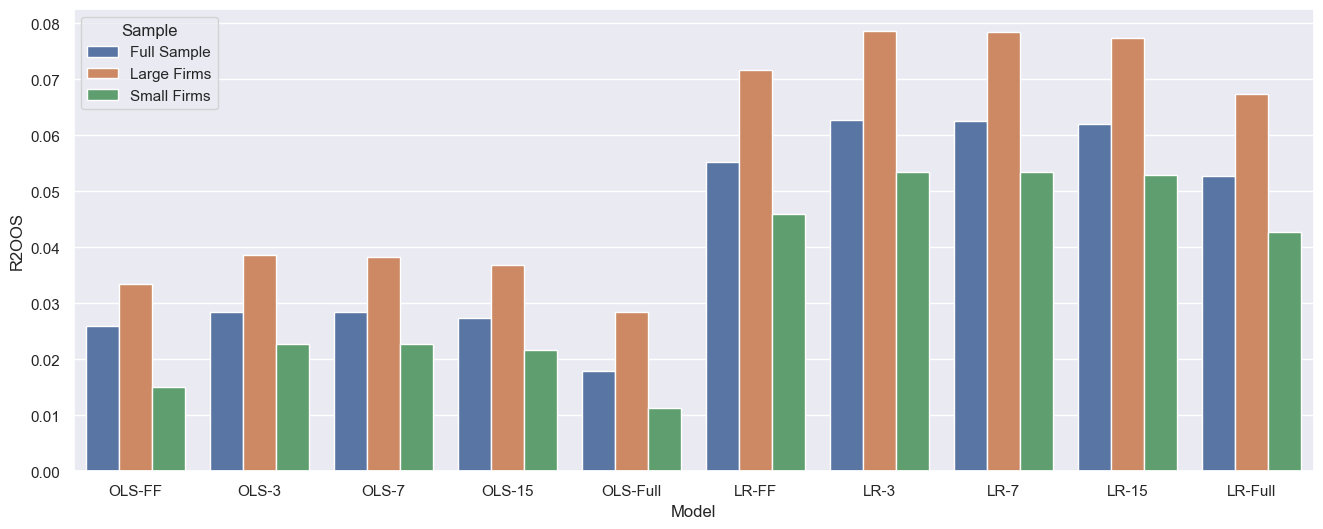 Sample
Full Sample
Large Firms
Small Firms
R2OOS
0.08
0.07
0.06
0.05
0.04
0.03
0.02
0.01
0.00
OLS-FF OLS-3 OLS-7 OLS-15 OLS-Full LR-FF LR-3 LR-7 LR-15 LR-Full
Model